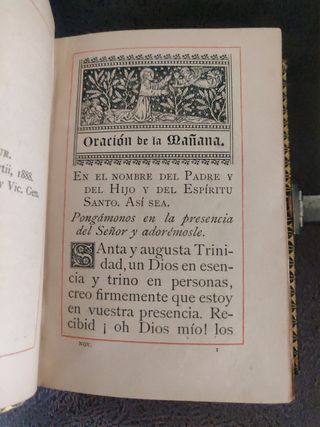 UR.
rtii, 1888.
y Vic. Gen.
Oración de la Mañana.
En el nombre del Padre y
del Hijo y del Espíritu
Santo. Así sea.
Pongámonos en la presencia
del Señor y adorémosle.
Santa y augusta Trini-
dad, un Dios en esen-
cia y trino en personas,
creo firmemente que estoy
en vuestra presencia. Re-
cibid ¡ oh Dios mío! los
NOV.
1